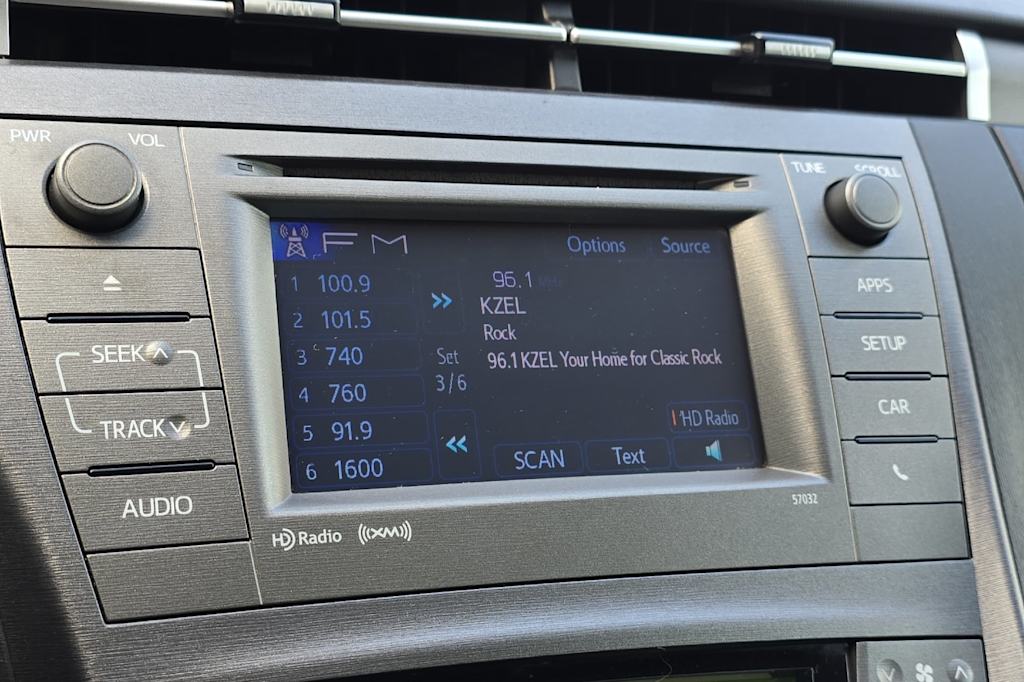 PWR
VOL
TUNE
SCROLL
FM
Options
Source
1 100.9
2 101.5
3 740
4 760
5 91.9
6 1600
»
Set
3/6
«
96.1 MHz
KZEL
Rock
96.1 KZEL Your Home for Classic Rock
HD Radio
SCAN
Text
SEEK
TRACK
AUDIO
APPS
SETUP
CAR
HD Radio
((XM))
57032